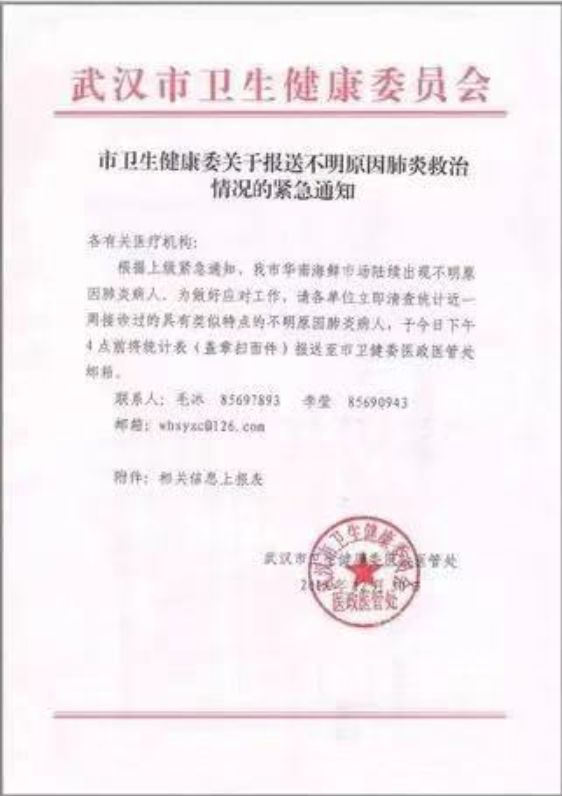 武汉市卫生健康委员会
市卫生健康委关于报送不明原因肺炎救治
情况的紧急通知
各有关医疗机构:
根据上级紧急通知,我市华南海鲜市场陆续出现不明原
因肺炎病人。为做好应对工作,请各单位立即清查统计近一
周接诊过的具有类似特点的不明原因肺炎病人,于今日下午
4点前将统计表(盖章扫面件)报送至市卫健委医政医管处
邮箱。
联系人:毛冰 85697893 李莹 85690943
邮箱:whsyzc@126.com
附件:相关信息上报表
武汉市卫生健康委医政医管处
武汉市卫生健康委员会
医政医管处